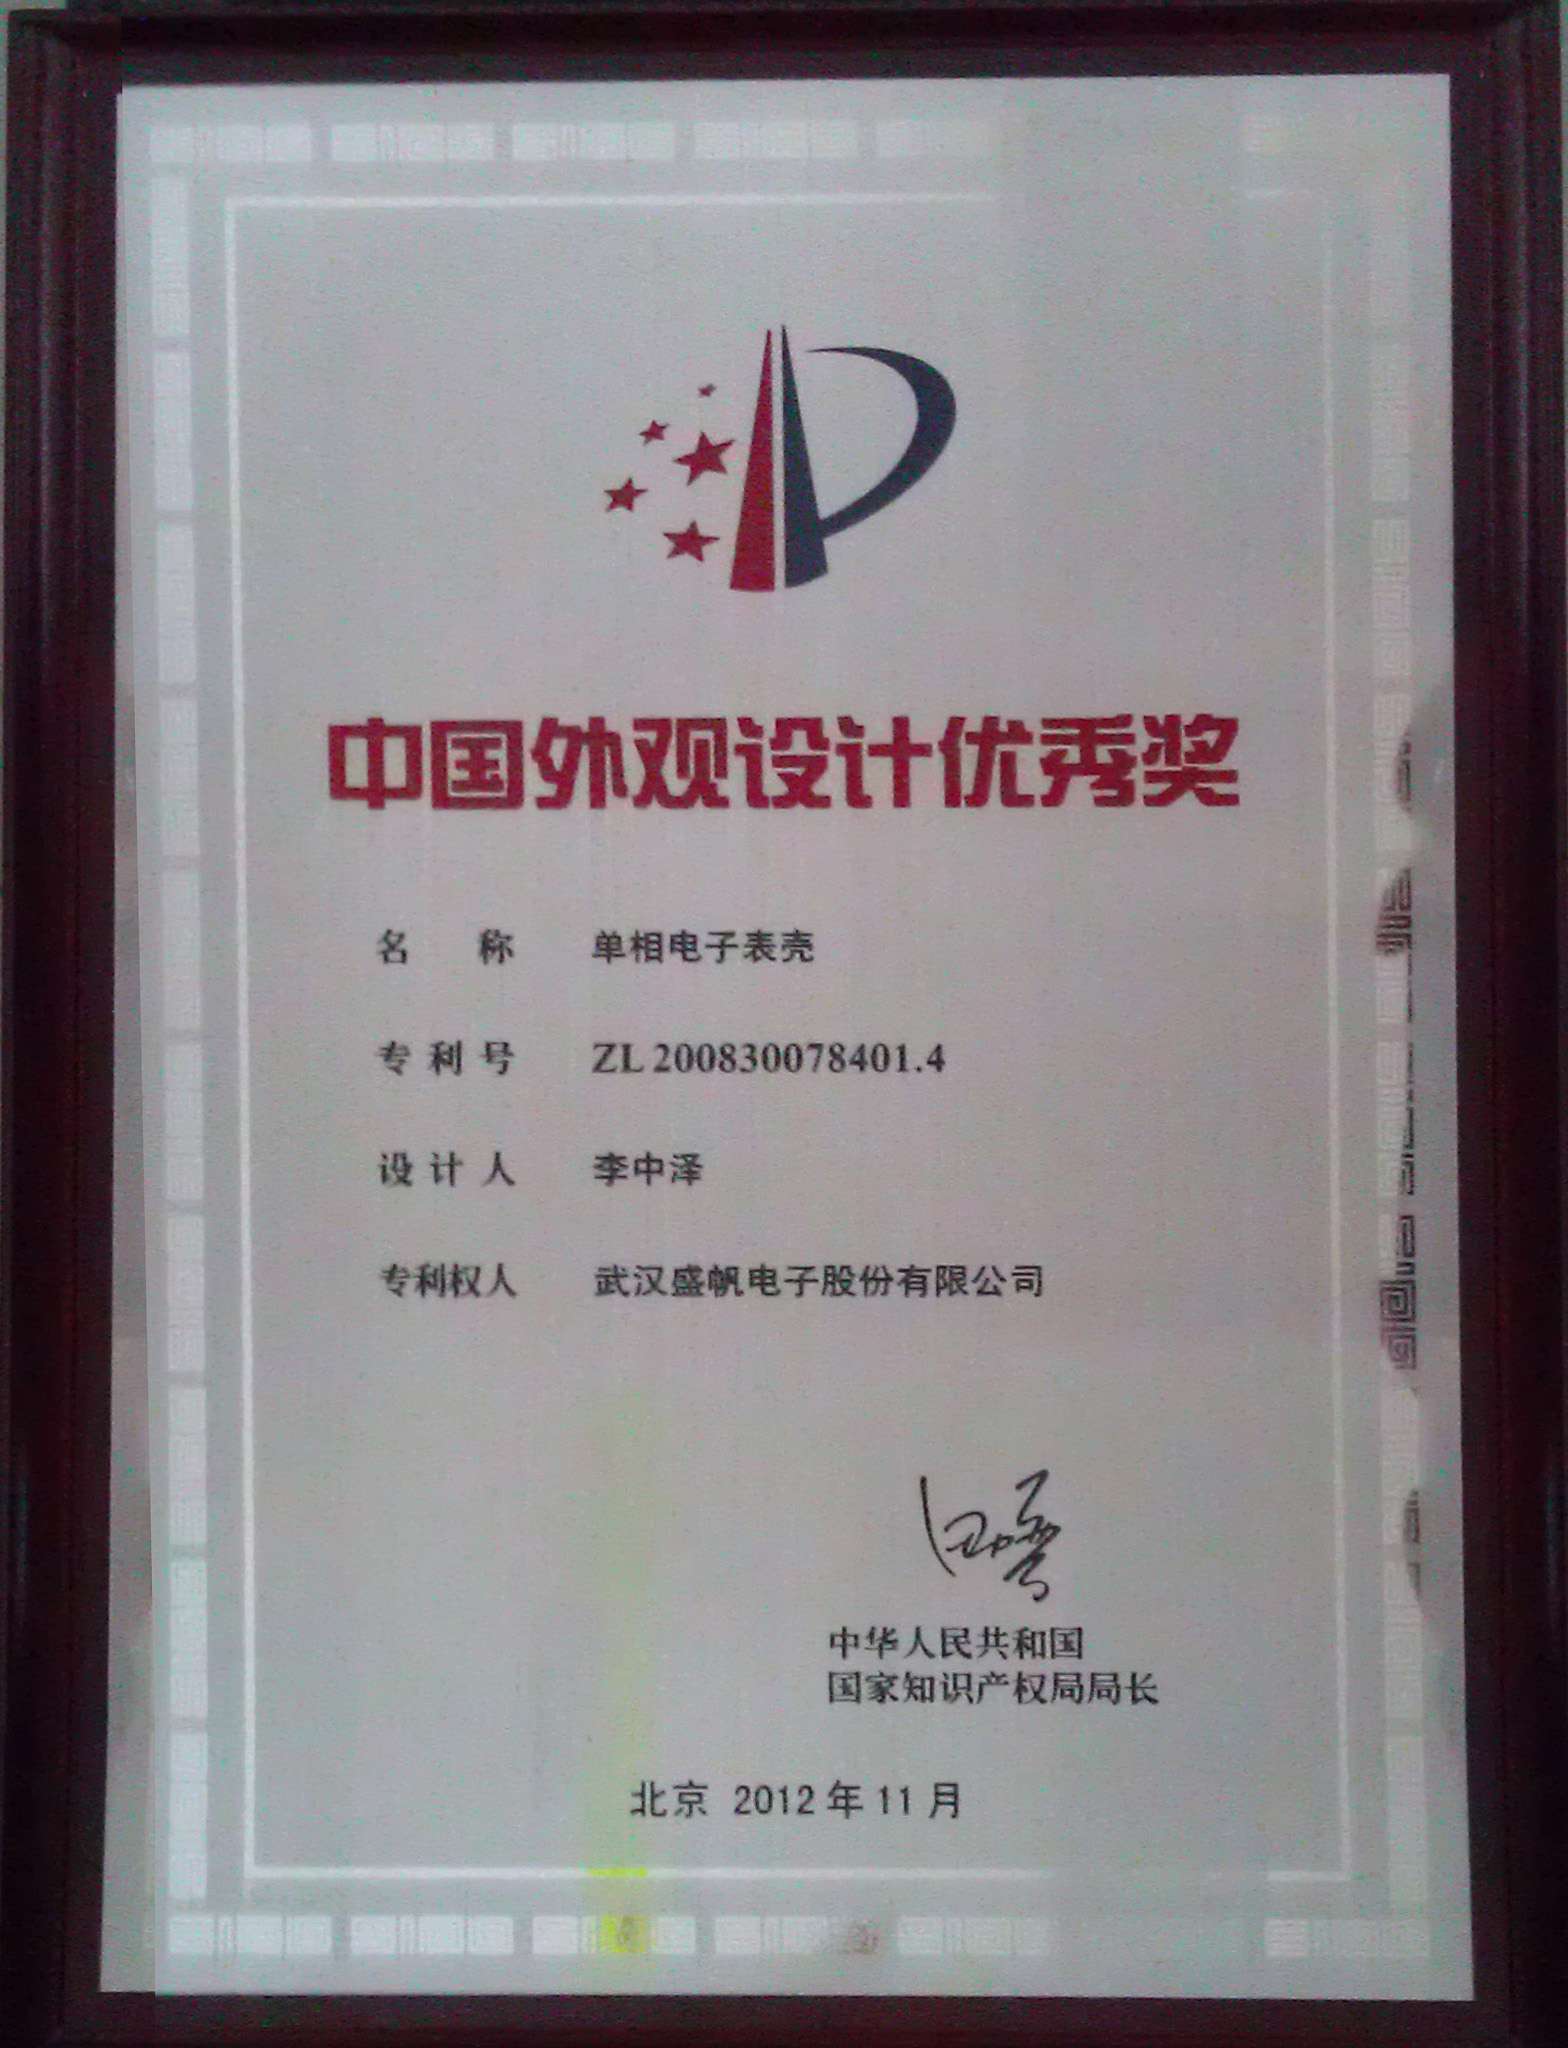 中国外观设计优秀奖
名 称 单相电子表壳
专利号 ZL 200830078401.4
设计人 李中泽
专利权人 武汉盛帆电子股份有限公司
中华人民共和国
国家知识产权局局长
北京 2012年11月